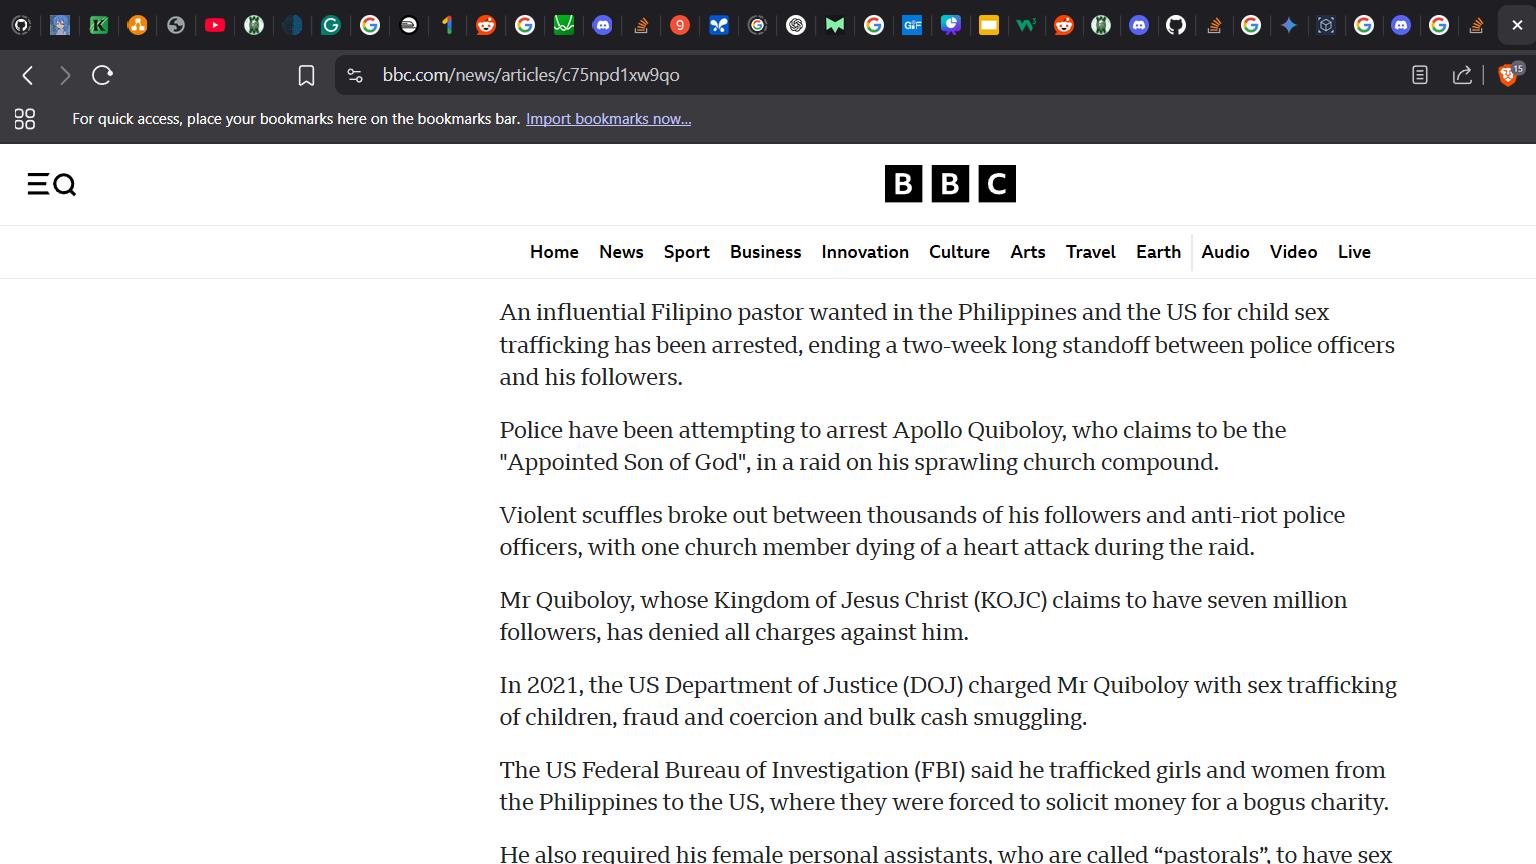 9
1
GIF
bbc.com/news/articles/c75npd1xw9qo
15
For quick access, place your bookmarks here on the bookmarks bar. Import bookmarks now...
BBC
Home News Sport Business Innovation Culture Arts Travel Earth Audio Video Live
An influential Filipino pastor wanted in the Philippines and the US for child sex
trafficking has been arrested, ending a two-week long standoff between police officers
and his followers.
Police have been attempting to arrest Apollo Quiboloy, who claims to be the
"Appointed Son of God", in a raid on his sprawling church compound.
Violent scuffles broke out between thousands of his followers and anti-riot police
officers, with one church member dying of a heart attack during the raid.
Mr Quiboloy, whose Kingdom of Jesus Christ (KOJC) claims to have seven million
followers, has denied all charges against him.
In 2021, the US Department of Justice (DOJ) charged Mr Quiboloy with sex trafficking
of children, fraud and coercion and bulk cash smuggling.
The US Federal Bureau of Investigation (FBI) said he trafficked girls and women from
the Philippines to the US, where they were forced to solicit money for a bogus charity.
He also required his female personal assistants, who are called “pastorals”, to have sex